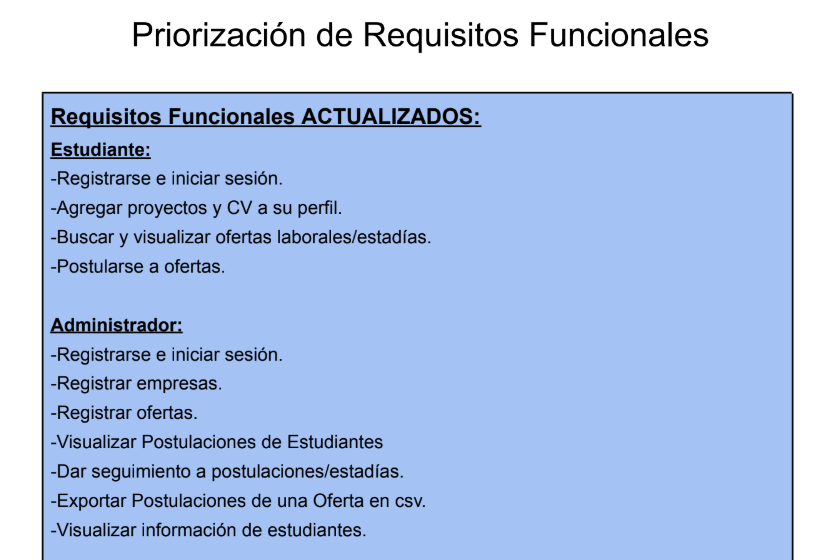 Priorización de Requisitos Funcionales
Requisitos Funcionales ACTUALIZADOS:
Estudiante:
-Registrarse e iniciar sesión.
-Agregar proyectos y CV a su perfil.
-Buscar y visualizar ofertas laborales/estadías.
-Postularse a ofertas.
Administrador:
-Registrarse e iniciar sesión.
-Registrar empresas.
-Registrar ofertas.
-Visualizar Postulaciones de Estudiantes
-Dar seguimiento a postulaciones/estadías.
-Exportar Postulaciones de una Oferta en csv.
-Visualizar información de estudiantes.